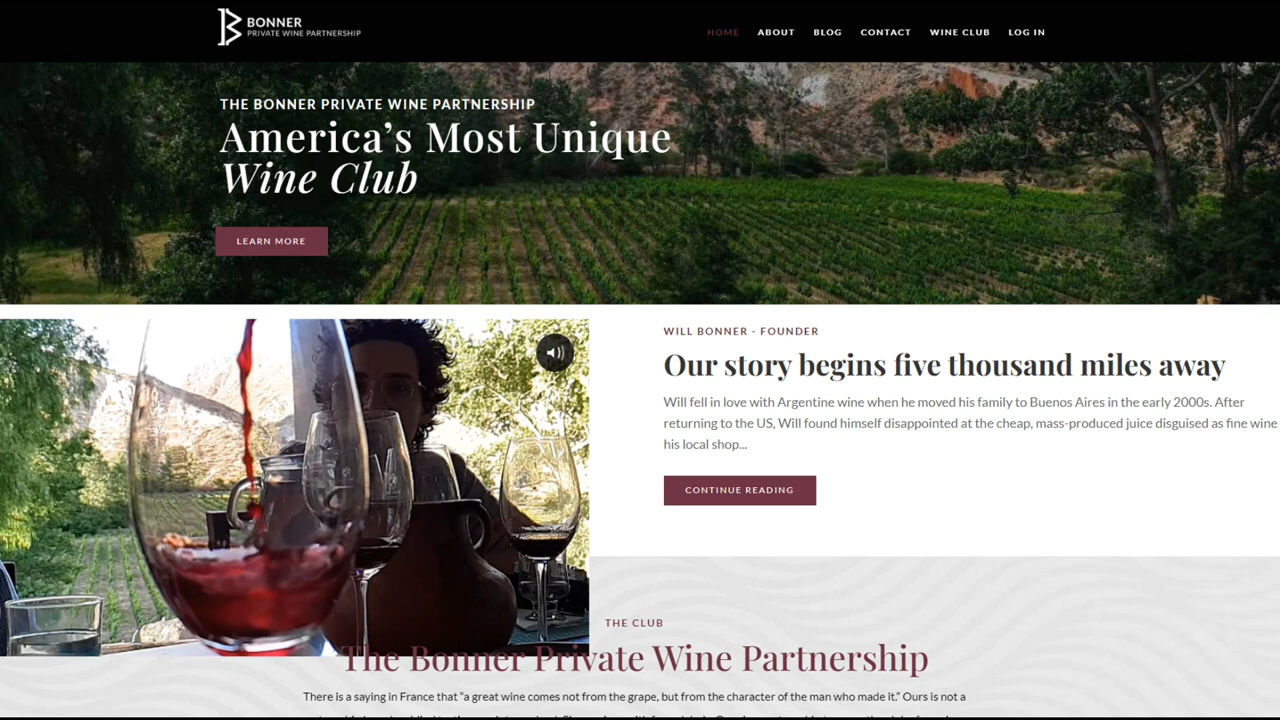 BONNER
PRIVATE WINE PARTNERSHIP
HOME ABOUT BLOG CONTACT WINE CLUB LOG IN
THE BONNER PRIVATE WINE PARTNERSHIP
America’s Most Unique
Wine Club
LEARN MORE
WILL BONNER - FOUNDER
Our story begins five thousand miles away
Will fell in love with Argentine wine when he moved his family to Buenos Aires in the early 2000s. After
returning to the US, Will found himself disappointed at the cheap, mass-produced juice disguised as fine wine
his local shop...
CONTINUE READING
THE CLUB
The Bonner Private Wine Partnership
There is a saying in France that “a great wine comes not from the grape, but from the character of the man who made it.” Ours is not a